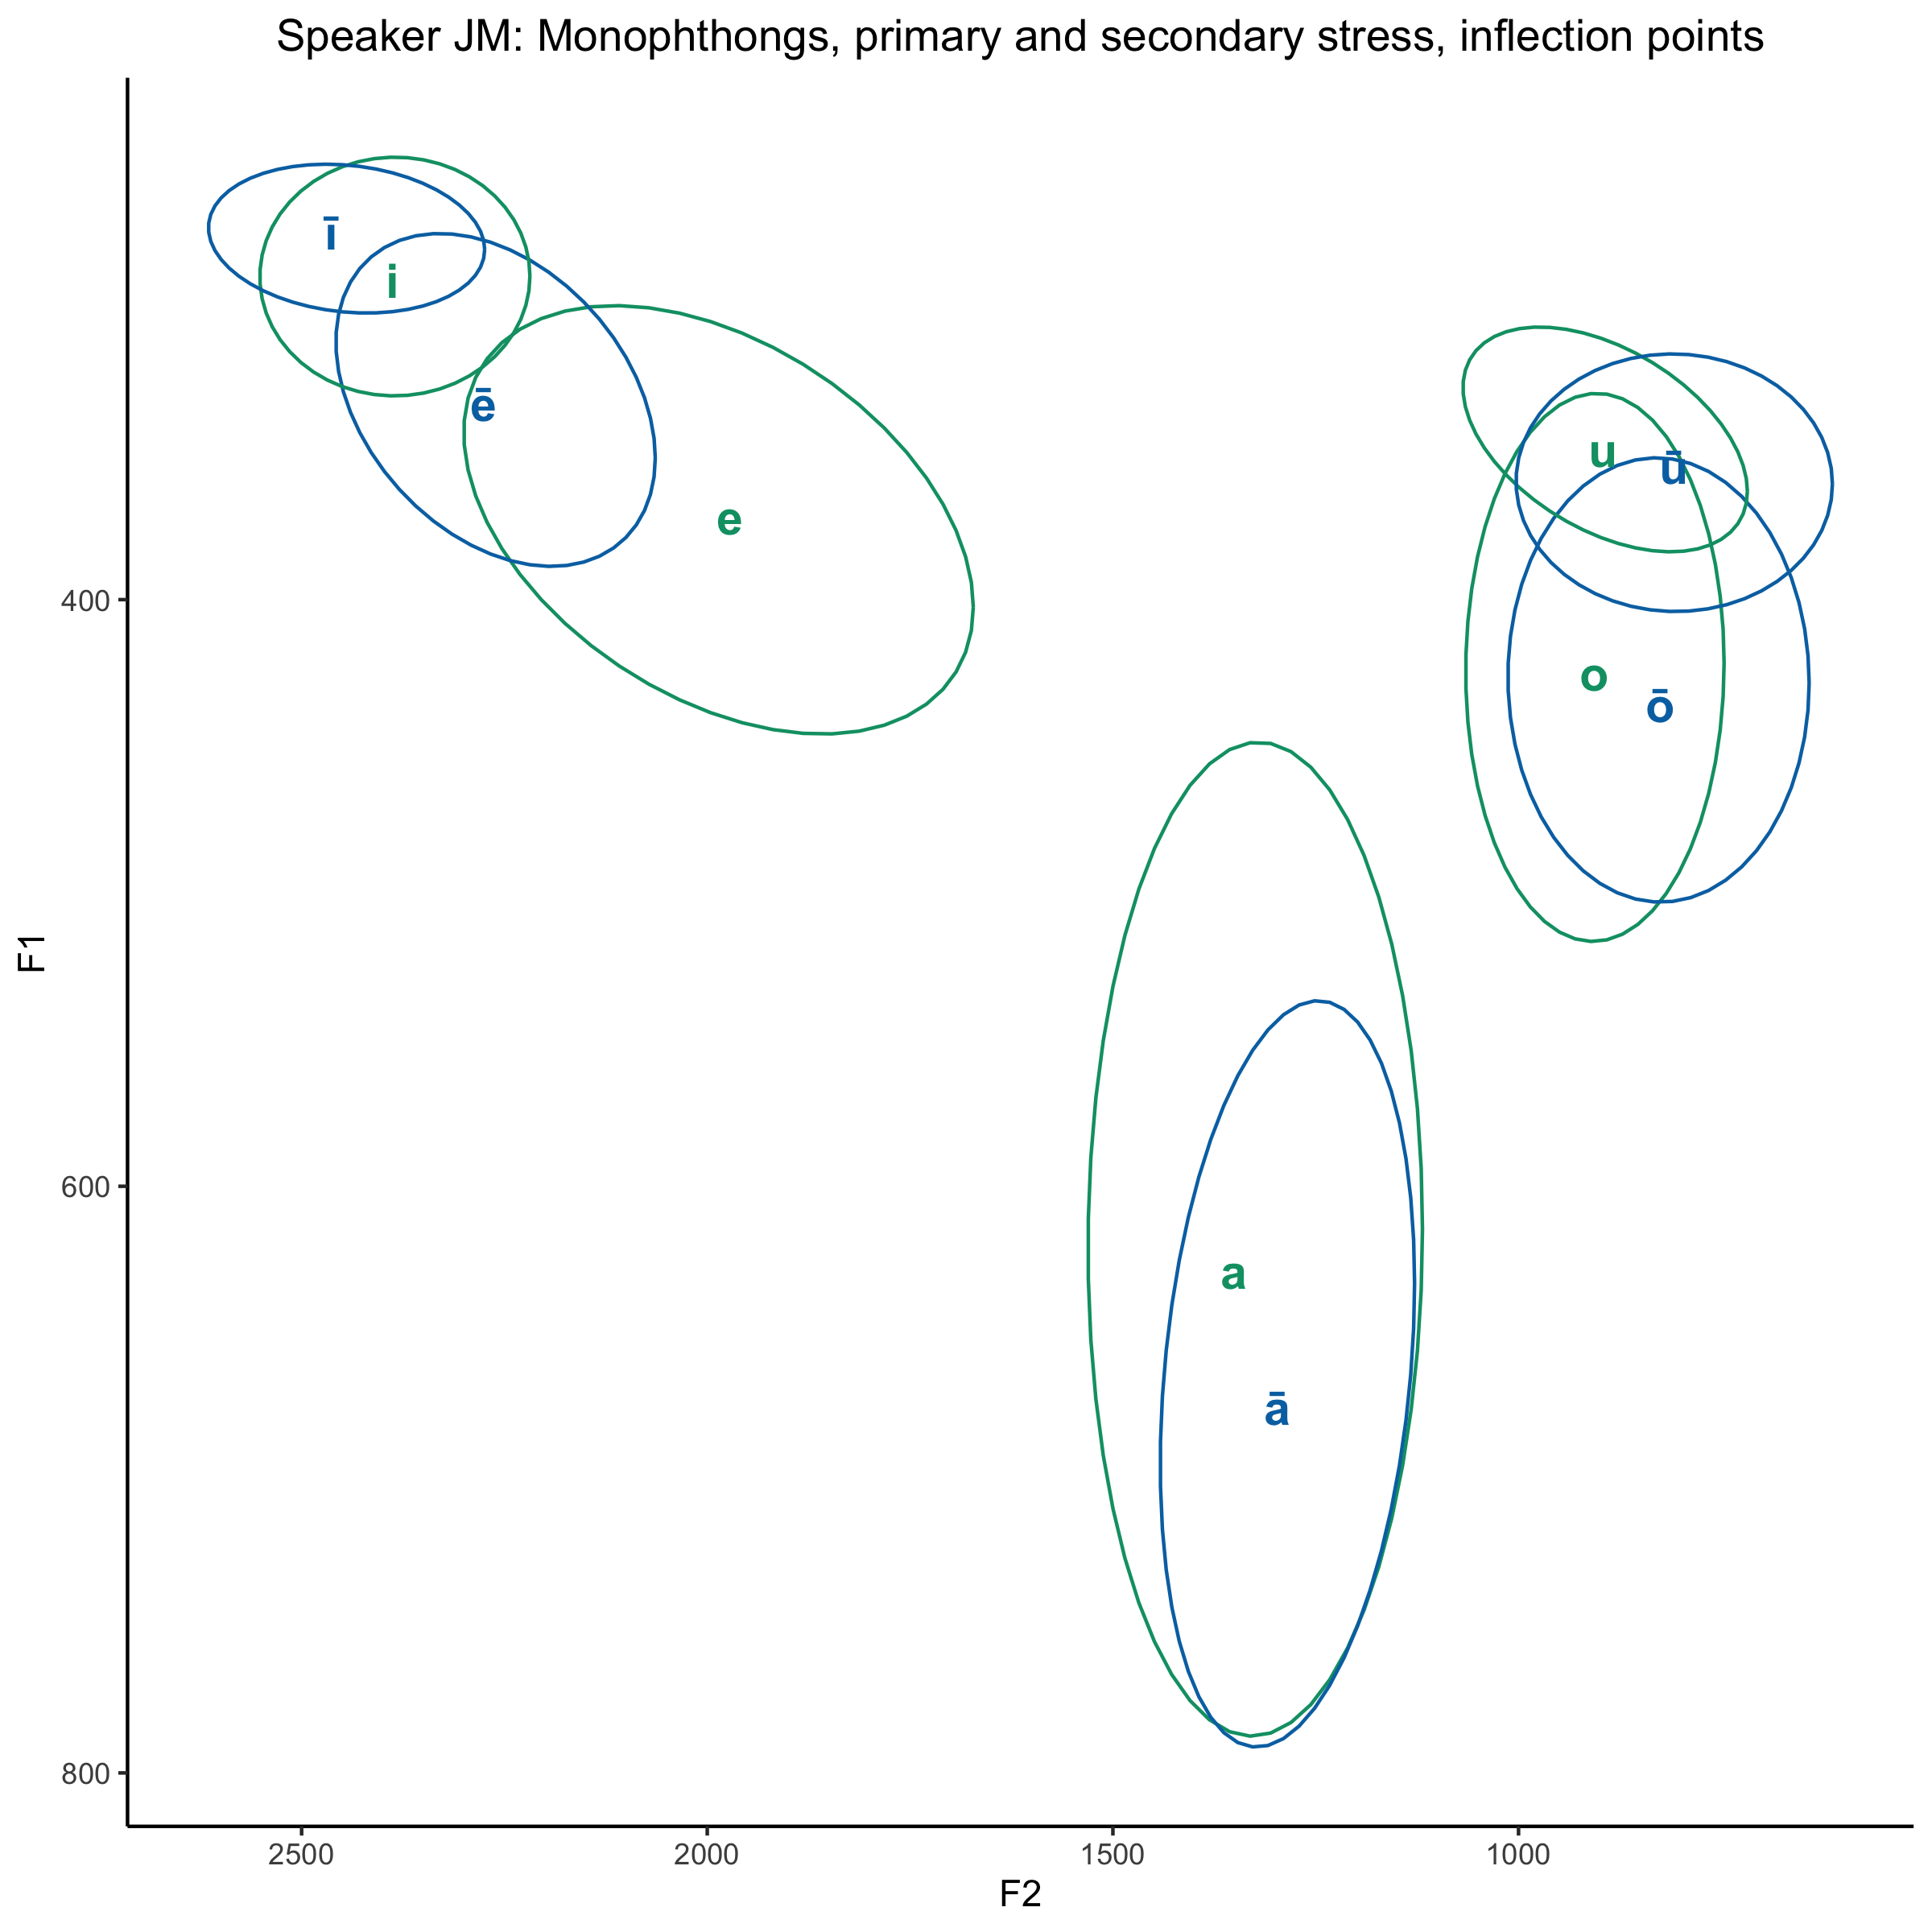 Speaker JM: Monophthongs, primary and secondary stress, inflection points
ī
i
ē
u
ū
e
400
o
ō
F1
600
a
ā
800
2500 2000 1500 1000
F2